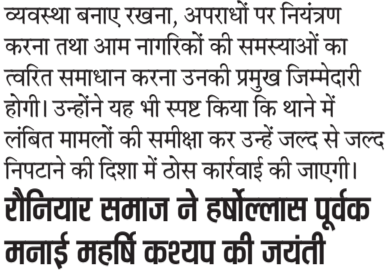 व्यवस्था बनाए रखना, अपराधों पर नियंत्रण
करना तथा आम नागरिकों की समस्याओं का
त्वरित समाधान करना उनकी प्रमुख जिम्मेदारी
होगी। उन्होंने यह भी स्पष्ट किया कि थाने में
लंबित मामलों की समीक्षा कर उन्हें जल्द से जल्द
निपटाने की दिशा में ठोस कार्रवाई की जाएगी।
रौनियार समाज ने हर्षोल्लास पूर्वक
मनाई महर्षि कश्यप की जयंती